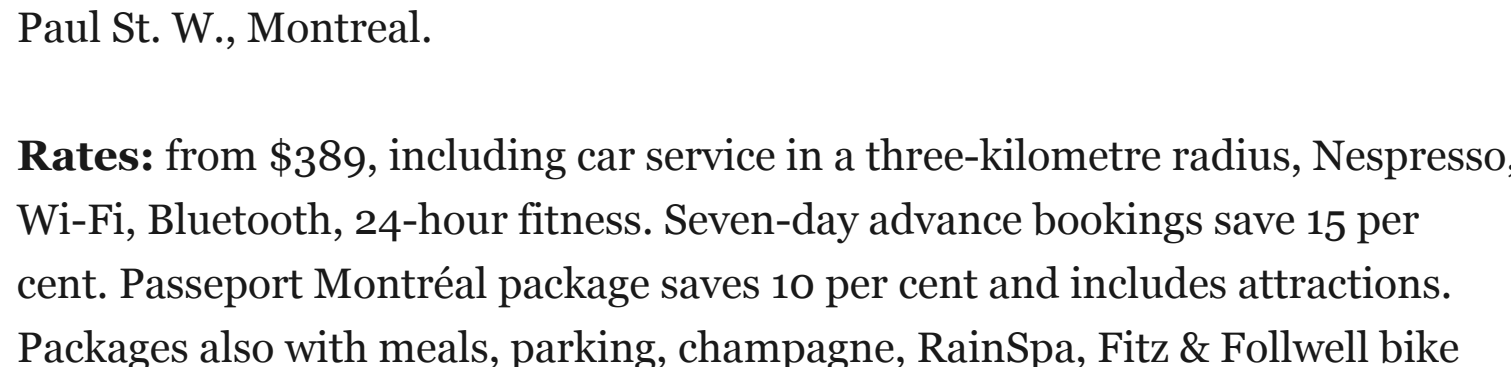 Paul St. W., Montreal.
Rates: from $389, including car service in a three-kilometre radius, Nespresso,
Wi-Fi, Bluetooth, 24-hour fitness. Seven-day advance bookings save 15 per
cent. Passeport Montréal package saves 10 per cent and includes attractions.
Packages also with meals, parking, champagne, RainSpa, Fitz & Follwell bike